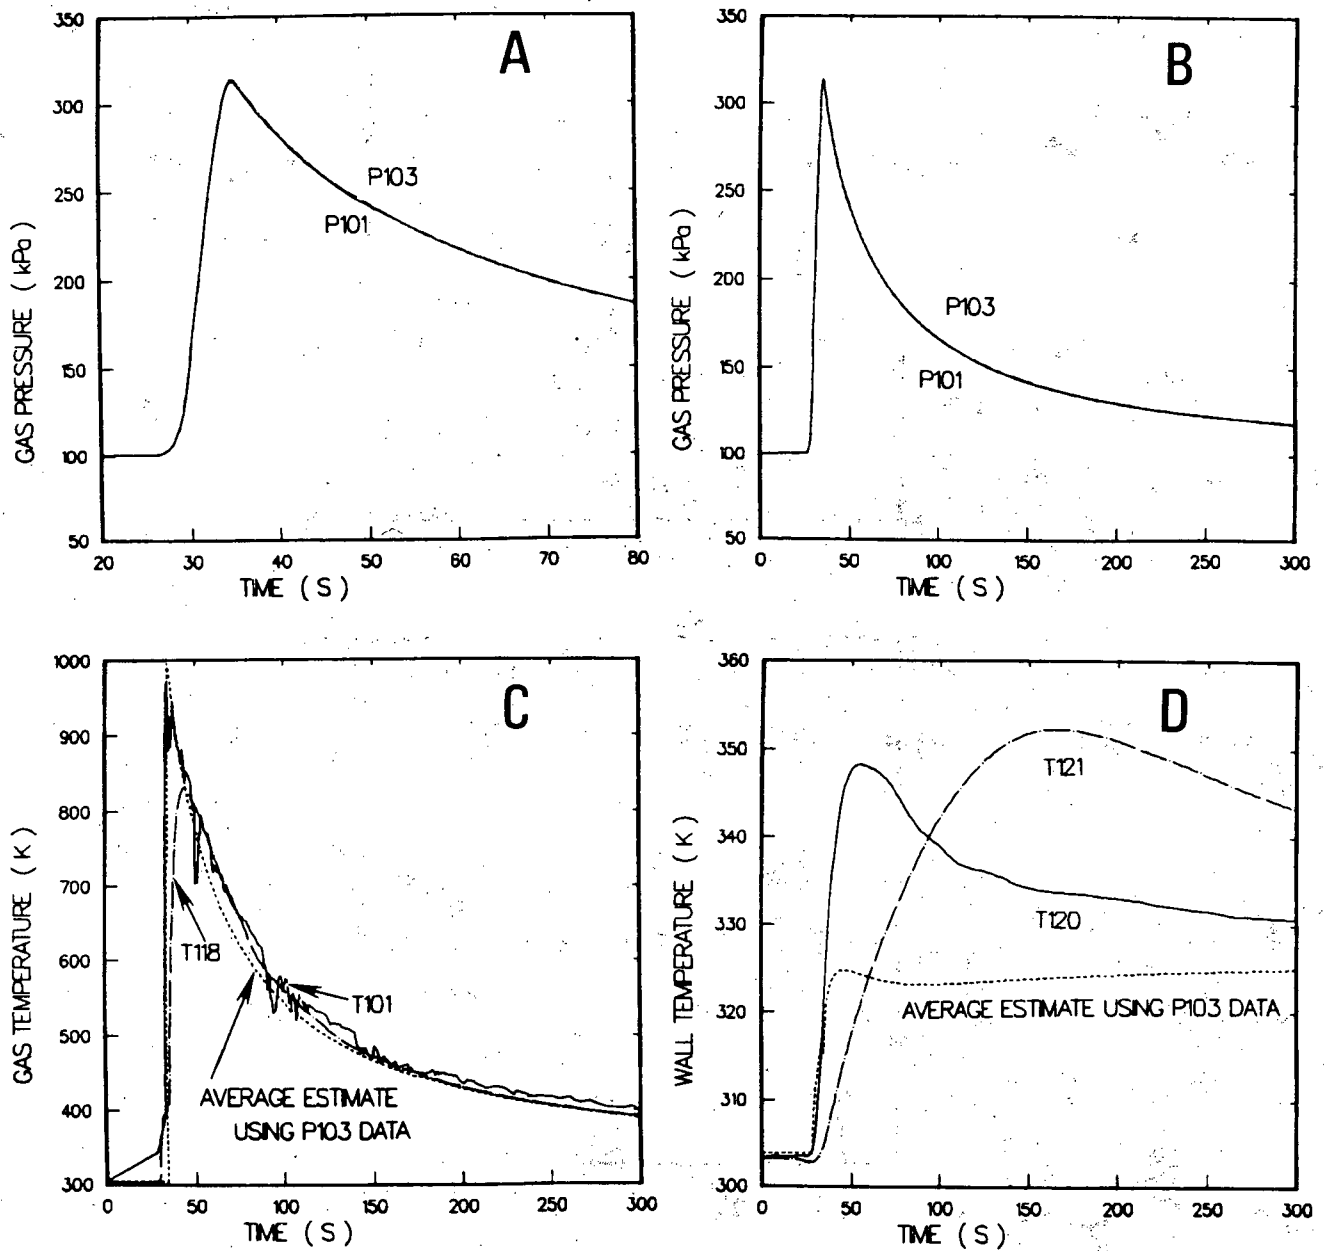 A
350
300
250
200
150
100
50
GAS PRESSURE (kPa)
P103
P101
20 30 40 50 60 70 80
TIME (S)
B
350
300
250
200
150
100
50
GAS PRESSURE (kPa)
P103
P101
0 50 100 150 200 250 300
TIME (S)
C
1000
900
800
700
600
500
400
300
GAS TEMPERATURE (K)
T118
T101
AVERAGE ESTIMATE
USING P103 DATA
0 50 100 150 200 250 300
TIME (S)
D
360
350
340
330
320
310
300
WALL TEMPERATURE (K)
T121
T120
AVERAGE ESTIMATE USING P103 DATA
0 50 100 150 200 250 300
TIME (S)